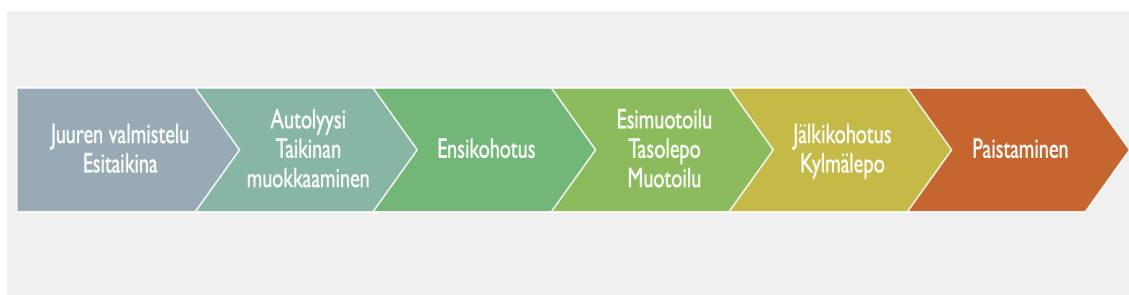 Juuren valmistelu
Esitaikina
Autolyysi
Taikinan
muokkaaminen
Ensikohotus
Esimuotoilu
Tasolepo
Muotoilu
Jälkikohotus
Kylmälepo
Paistaminen